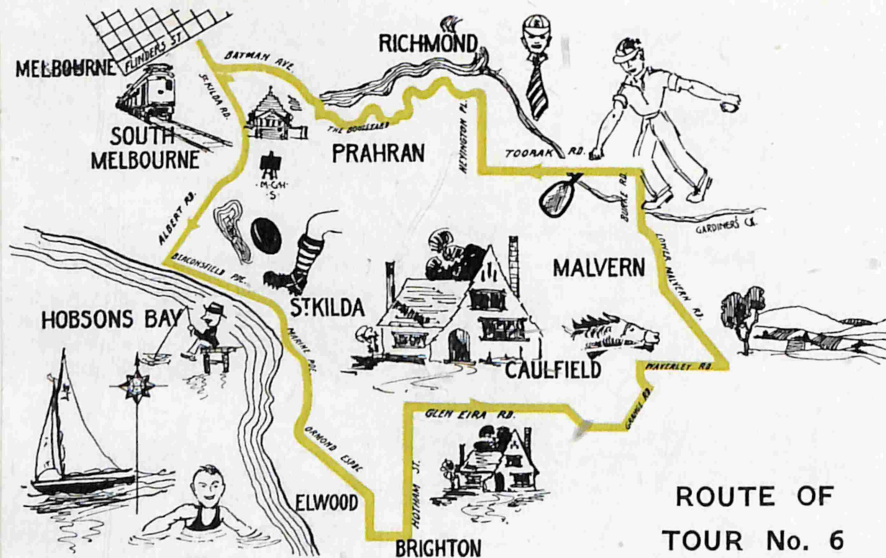 FLINDERS ST.
MELBOURNE
ST. KILDA RD.
BATMAN AVE
RICHMOND
SOUTH
MELBOURNE
THE BOULEVARD
PRAHRAN
HEYINGTON PL.
TOORAK RD.
BURKE RD.
GARDINERS CK.
M.G.H.
S.
ALBERT RD.
BEACONSFIELD PDE.
MALVERN
LOWER MALVERN RD.
ST KILDA
HOBSONS BAY
MARINE PDE.
CAULFIELD
WAVERLEY RD.
GRANGE RD.
GLEN EIRA RD.
ORMOND ESPDE
HOTHAM ST.
ELWOOD
BRIGHTON
ROUTE OF
TOUR No. 6